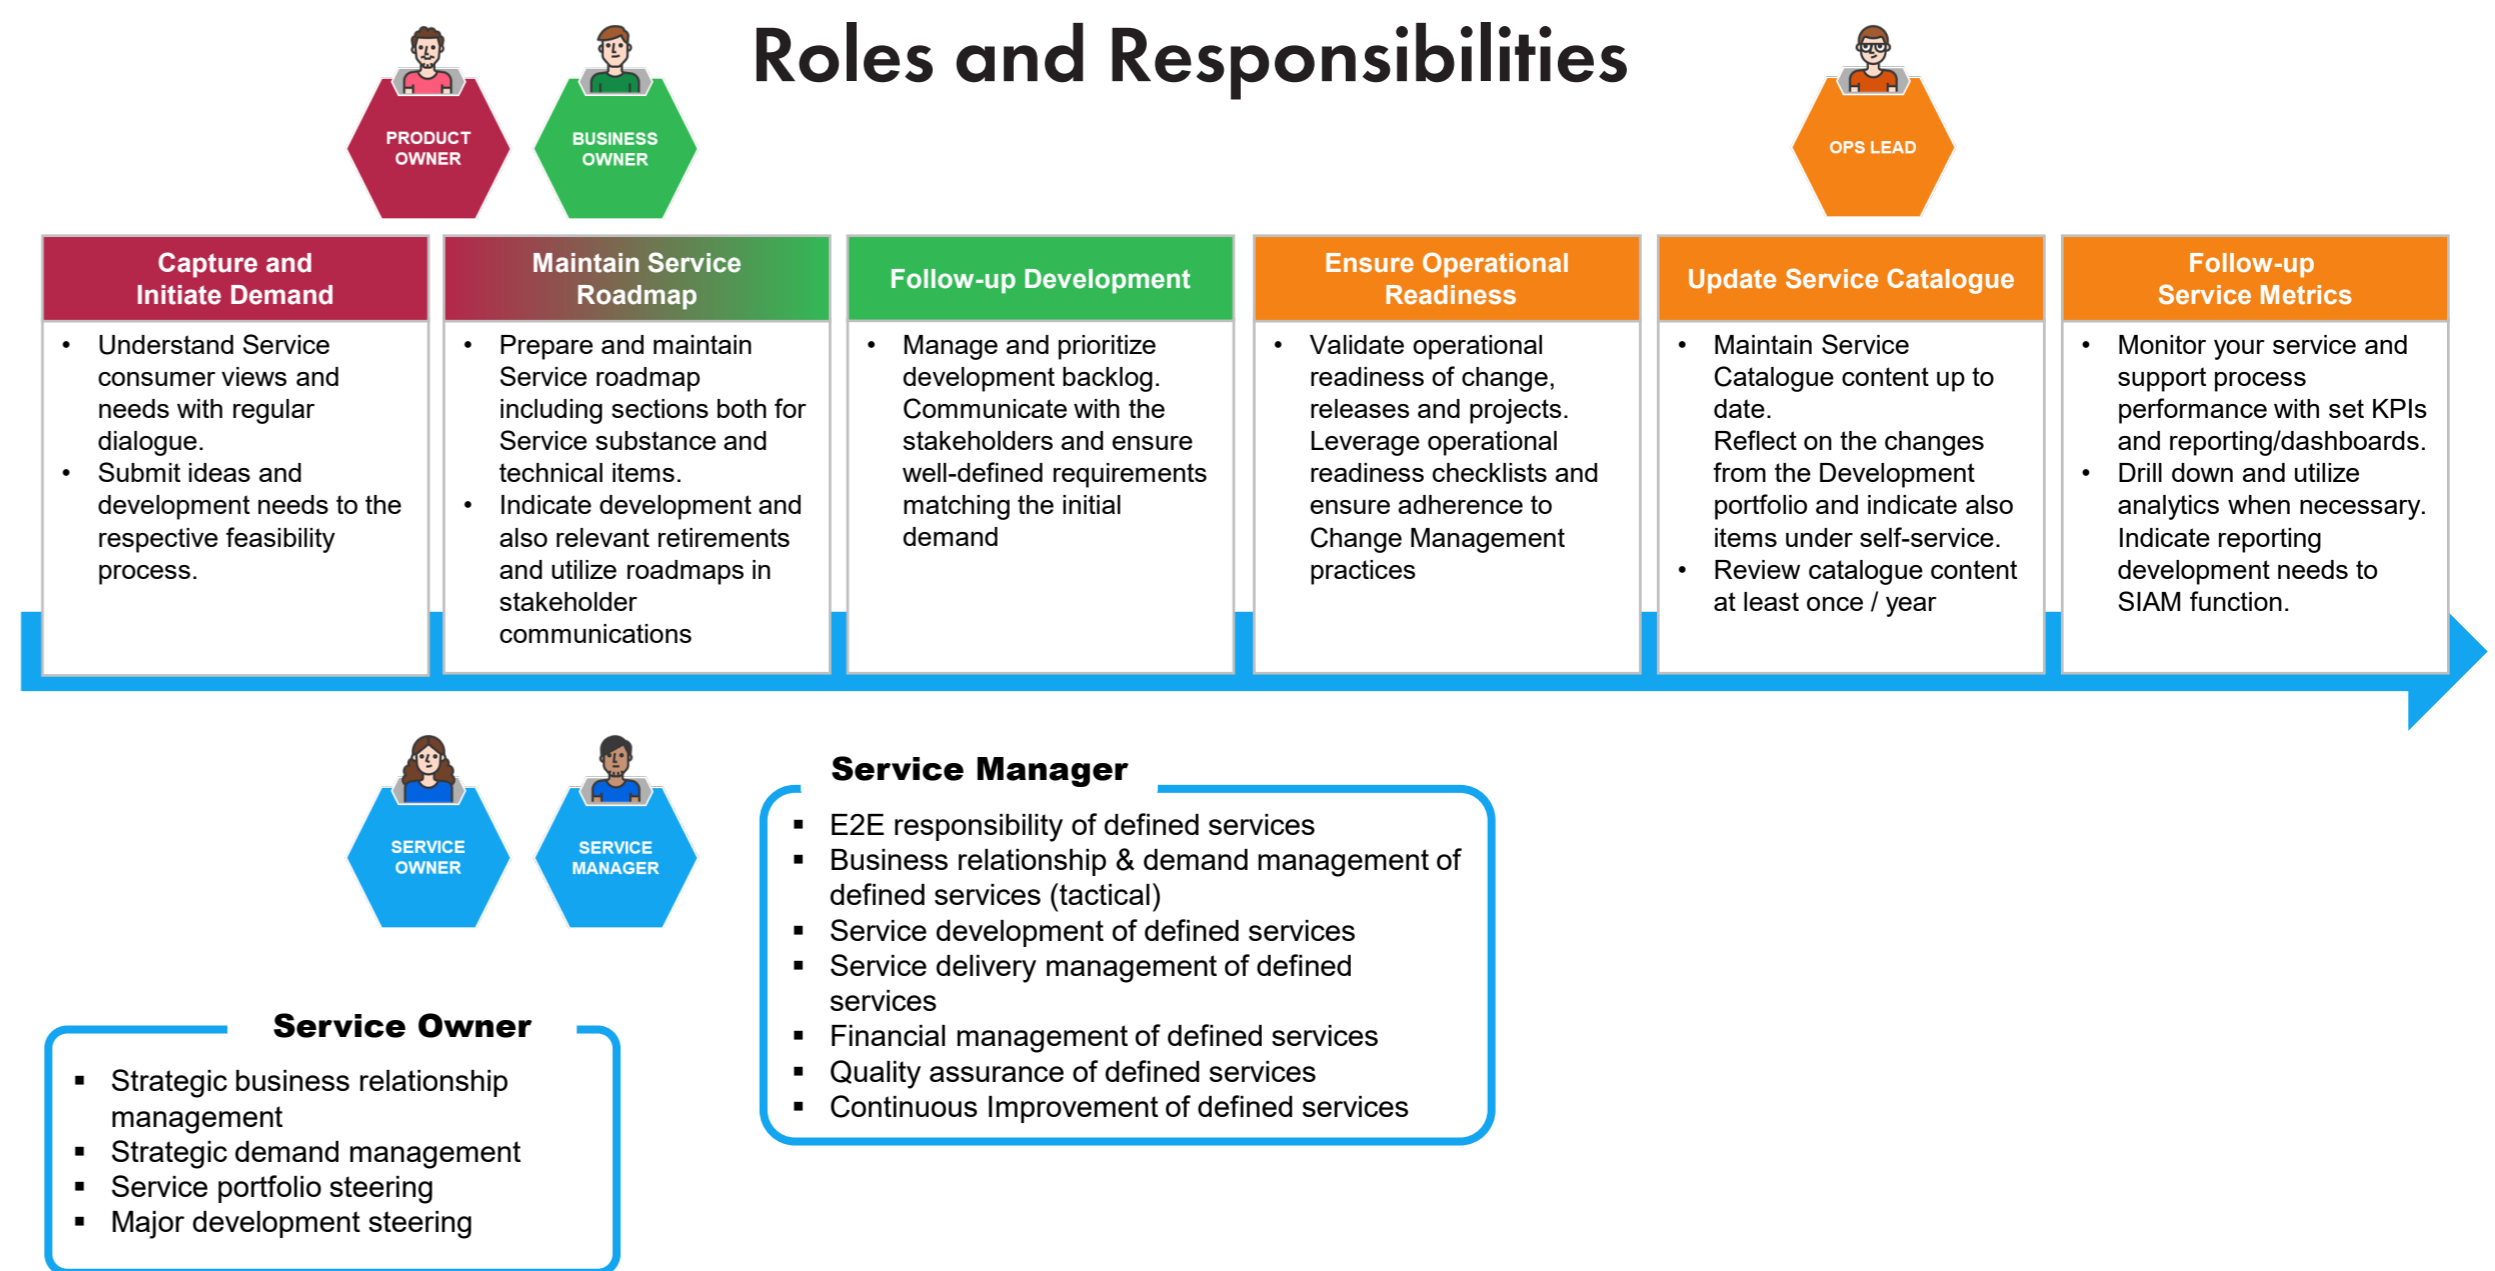 Roles and Responsibilities
PRODUCT
OWNER
BUSINESS
OWNER
OPS LEAD
Capture and
Initiate Demand
• Understand Service
consumer views and
needs with regular
dialogue.
• Submit ideas and
development needs to the
respective feasibility
process.
Maintain Service
Roadmap
• Prepare and maintain
Service roadmap
including sections both for
Service substance and
technical items.
• Indicate development and
also relevant retirements
and utilize roadmaps in
stakeholder
communications
Follow-up Development
• Manage and prioritize
development backlog.
Communicate with the
stakeholders and ensure
well-defined requirements
matching the initial
demand
Ensure Operational
Readiness
• Validate operational
readiness of change,
releases and projects.
Leverage operational
readiness checklists and
ensure adherence to
Change Management
practices
Update Service Catalogue
• Maintain Service
Catalogue content up to
date.
Reflect on the changes
from the Development
portfolio and indicate also
items under self-service.
• Review catalogue content
at least once / year
Follow-up
Service Metrics
• Monitor your service and
support process
performance with set KPIs
and reporting/dashboards.
• Drill down and utilize
analytics when necessary.
Indicate reporting
development needs to
SIAM function.
SERVICE
OWNER
SERVICE
MANAGER
Service Owner
▪ Strategic business relationship
management
▪ Strategic demand management
▪ Service portfolio steering
▪ Major development steering
Service Manager
▪ E2E responsibility of defined services
▪ Business relationship & demand management of
defined services (tactical)
▪ Service development of defined services
▪ Service delivery management of defined
services
▪ Financial management of defined services
▪ Quality assurance of defined services
▪ Continuous Improvement of defined services